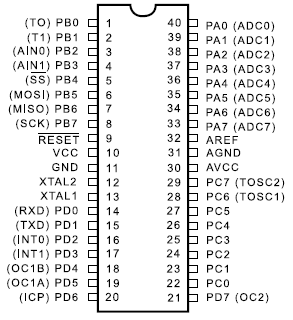 (TO) PB0 1 40 PA0 (ADC0)
(T1) PB1 2 39 PA1 (ADC1)
(AIN0) PB2 3 38 PA2 (ADC2)
(AIN1) PB3 4 37 PA3 (ADC3)
(SS) PB4 5 36 PA4 (ADC4)
(MOSI) PB5 6 35 PA5 (ADC5)
(MISO) PB6 7 34 PA6 (ADC6)
(SCK) PB7 8 33 PA7 (ADC7)
RESET 9 32 AREF
VCC 10 31 AGND
GND 11 30 AVCC
XTAL2 12 29 PC7 (TOSC2)
XTAL1 13 28 PC6 (TOSC1)
(RXD) PD0 14 27 PC5
(TXD) PD1 15 26 PC4
(INT0) PD2 16 25 PC3
(INT1) PD3 17 24 PC2
(OC1B) PD4 18 23 PC1
(OC1A) PD5 19 22 PC0
(ICP) PD6 20 21 PD7 (OC2)